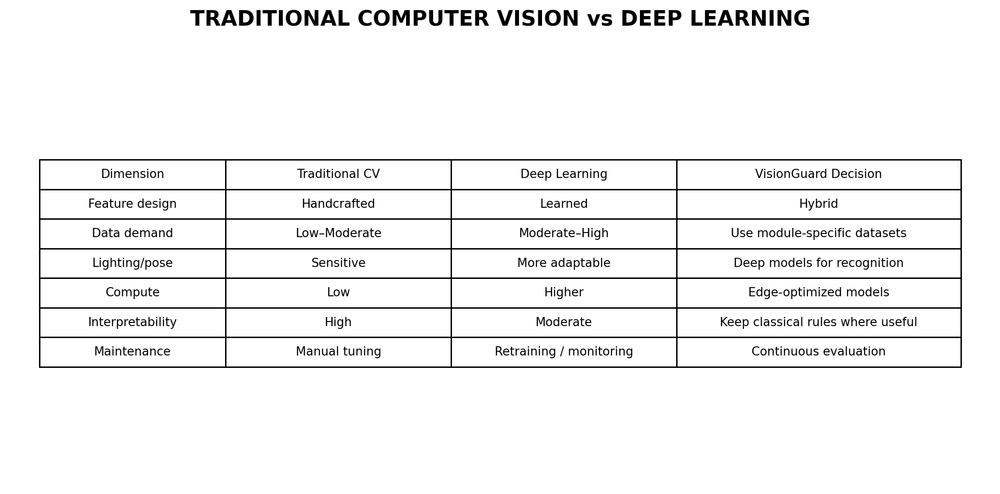 TRADITIONAL COMPUTER VISION vs DEEP LEARNING
Dimension Traditional CV Deep Learning VisionGuard Decision
Feature design Handcrafted Learned Hybrid
Data demand Low–Moderate Moderate–High Use module-specific datasets
Lighting/pose Sensitive More adaptable Deep models for recognition
Compute Low Higher Edge-optimized models
Interpretability High Moderate Keep classical rules where useful
Maintenance Manual tuning Retraining / monitoring Continuous evaluation